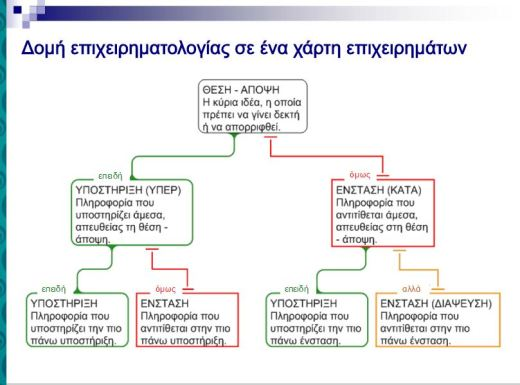 Δομή επιχειρηματολογίας σε ένα χάρτη επιχειρημάτων
ΘΕΣΗ - ΑΠΟΨΗ
Η κύρια ιδέα, η οποία
πρέπει να γίνει δεκτή
ή να απορριφθεί.
επειδή
ΥΠΟΣΤΗΡΙΞΗ (ΥΠΕΡ)
Πληροφορία που
υποστηρίζει άμεσα,
απευθείας τη θέση -
άποψη.
όμως
ΕΝΣΤΑΣΗ (ΚΑΤΑ)
Πληροφορία που
αντιτίθεται άμεσα,
απευθείας στη θέση
- άποψη.
επειδή
ΥΠΟΣΤΗΡΙΞΗ
Πληροφορία που
υποστηρίζει την πιο
πάνω υποστήριξη.
όμως
ΕΝΣΤΑΣΗ
Πληροφορία που
αντιτίθεται στην πιο
πάνω υποστήριξη.
επειδή
ΥΠΟΣΤΗΡΙΞΗ
Πληροφορία που
υποστηρίζει την πιο
πάνω ένσταση.
αλλά
ΕΝΣΤΑΣΗ (ΔΙΑΨΕΥΣΗ)
Πληροφορία που
αντιτίθεται στην πιο
πάνω ένσταση.